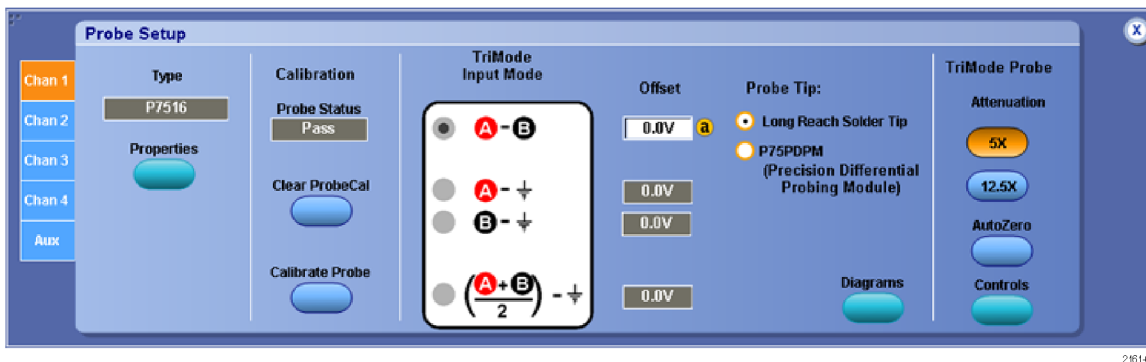 Probe Setup
X
Chan 1
Chan 2
Chan 3
Chan 4
Aux
Type
P7516
Properties
Calibration
Probe Status
Pass
Clear ProbeCal
Calibrate Probe
TriMode
Input Mode
A - B
A -
B -
(A+B / 2) -
Offset
0.0V a
0.0V
0.0V
0.0V
Probe Tip:
Long Reach Solder Tip
P75PDPM
(Precision Differential
Probing Module)
Diagrams
TriMode Probe
Attenuation
5X
12.5X
AutoZero
Controls